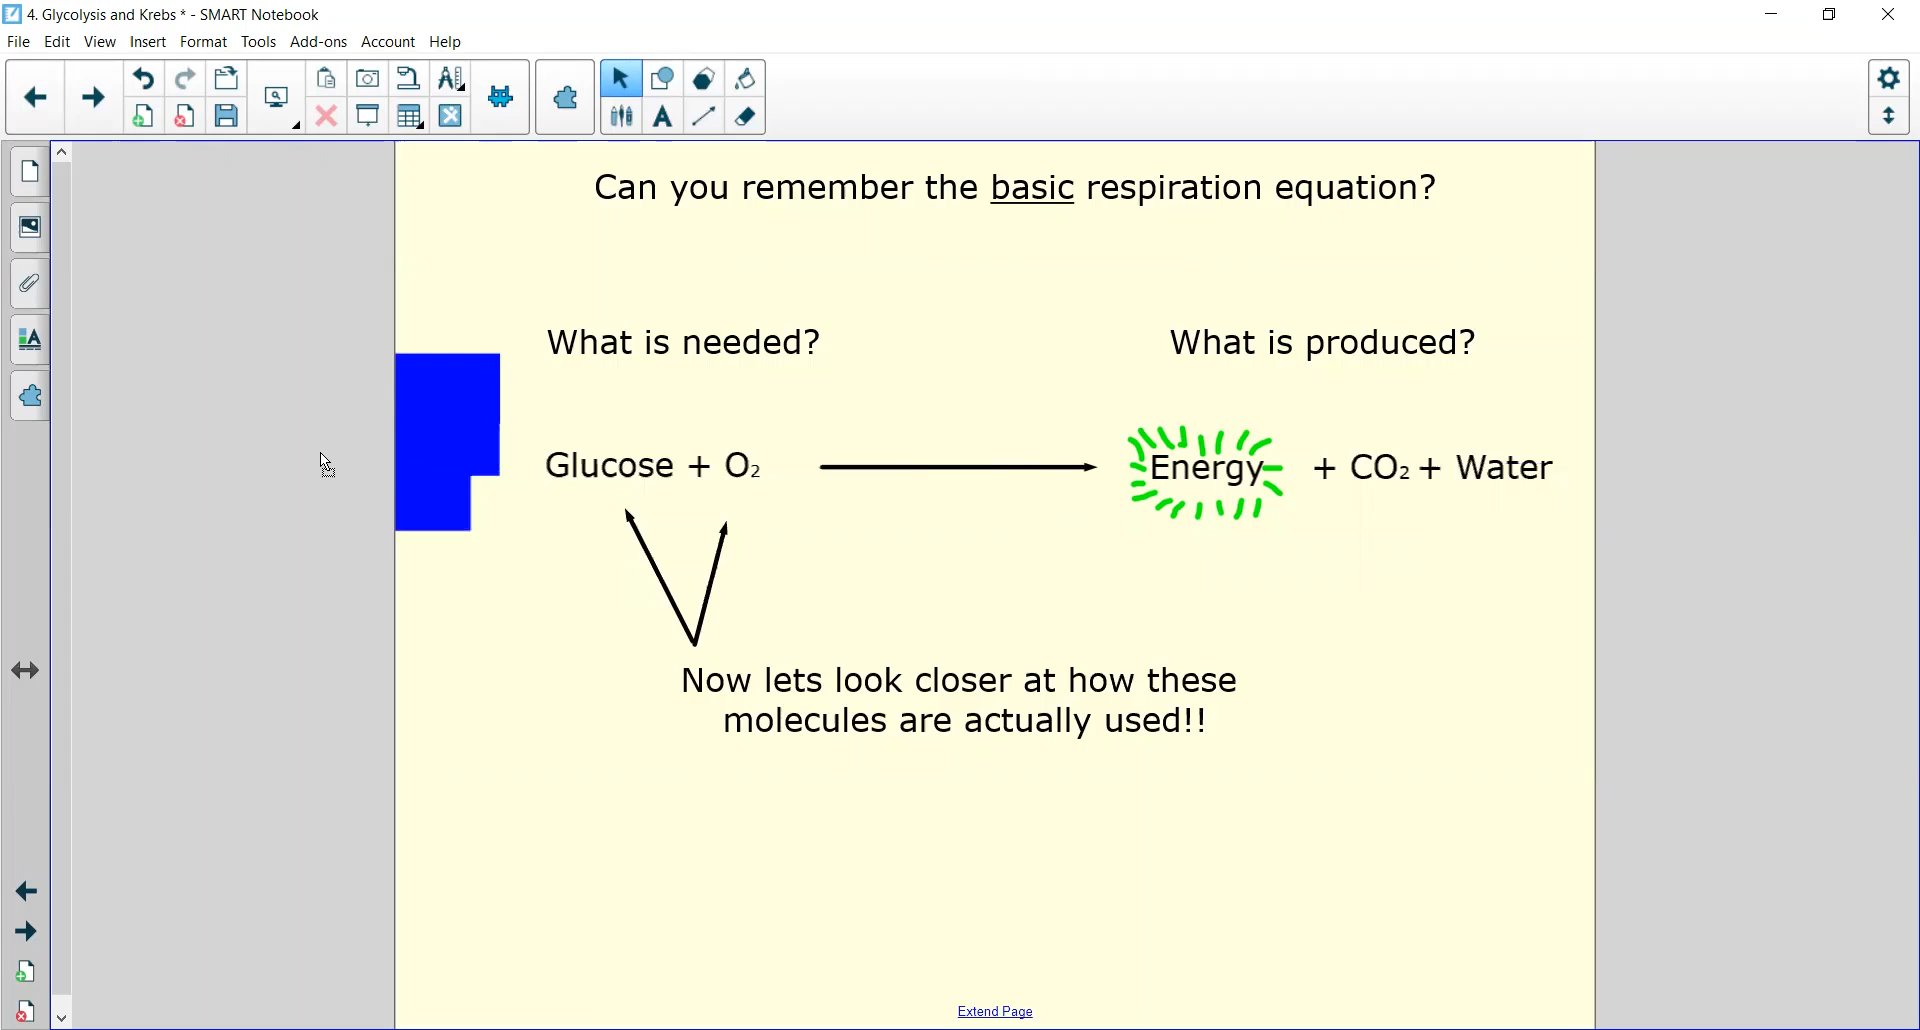 4. Glycolysis and Krebs * - SMART Notebook
File Edit View Insert Format Tools Add-ons Account Help
Can you remember the basic respiration equation?
What is needed? What is produced?
Glucose + O₂ Energy + CO₂ + Water
Now lets look closer at how these
molecules are actually used!!
Extend Page